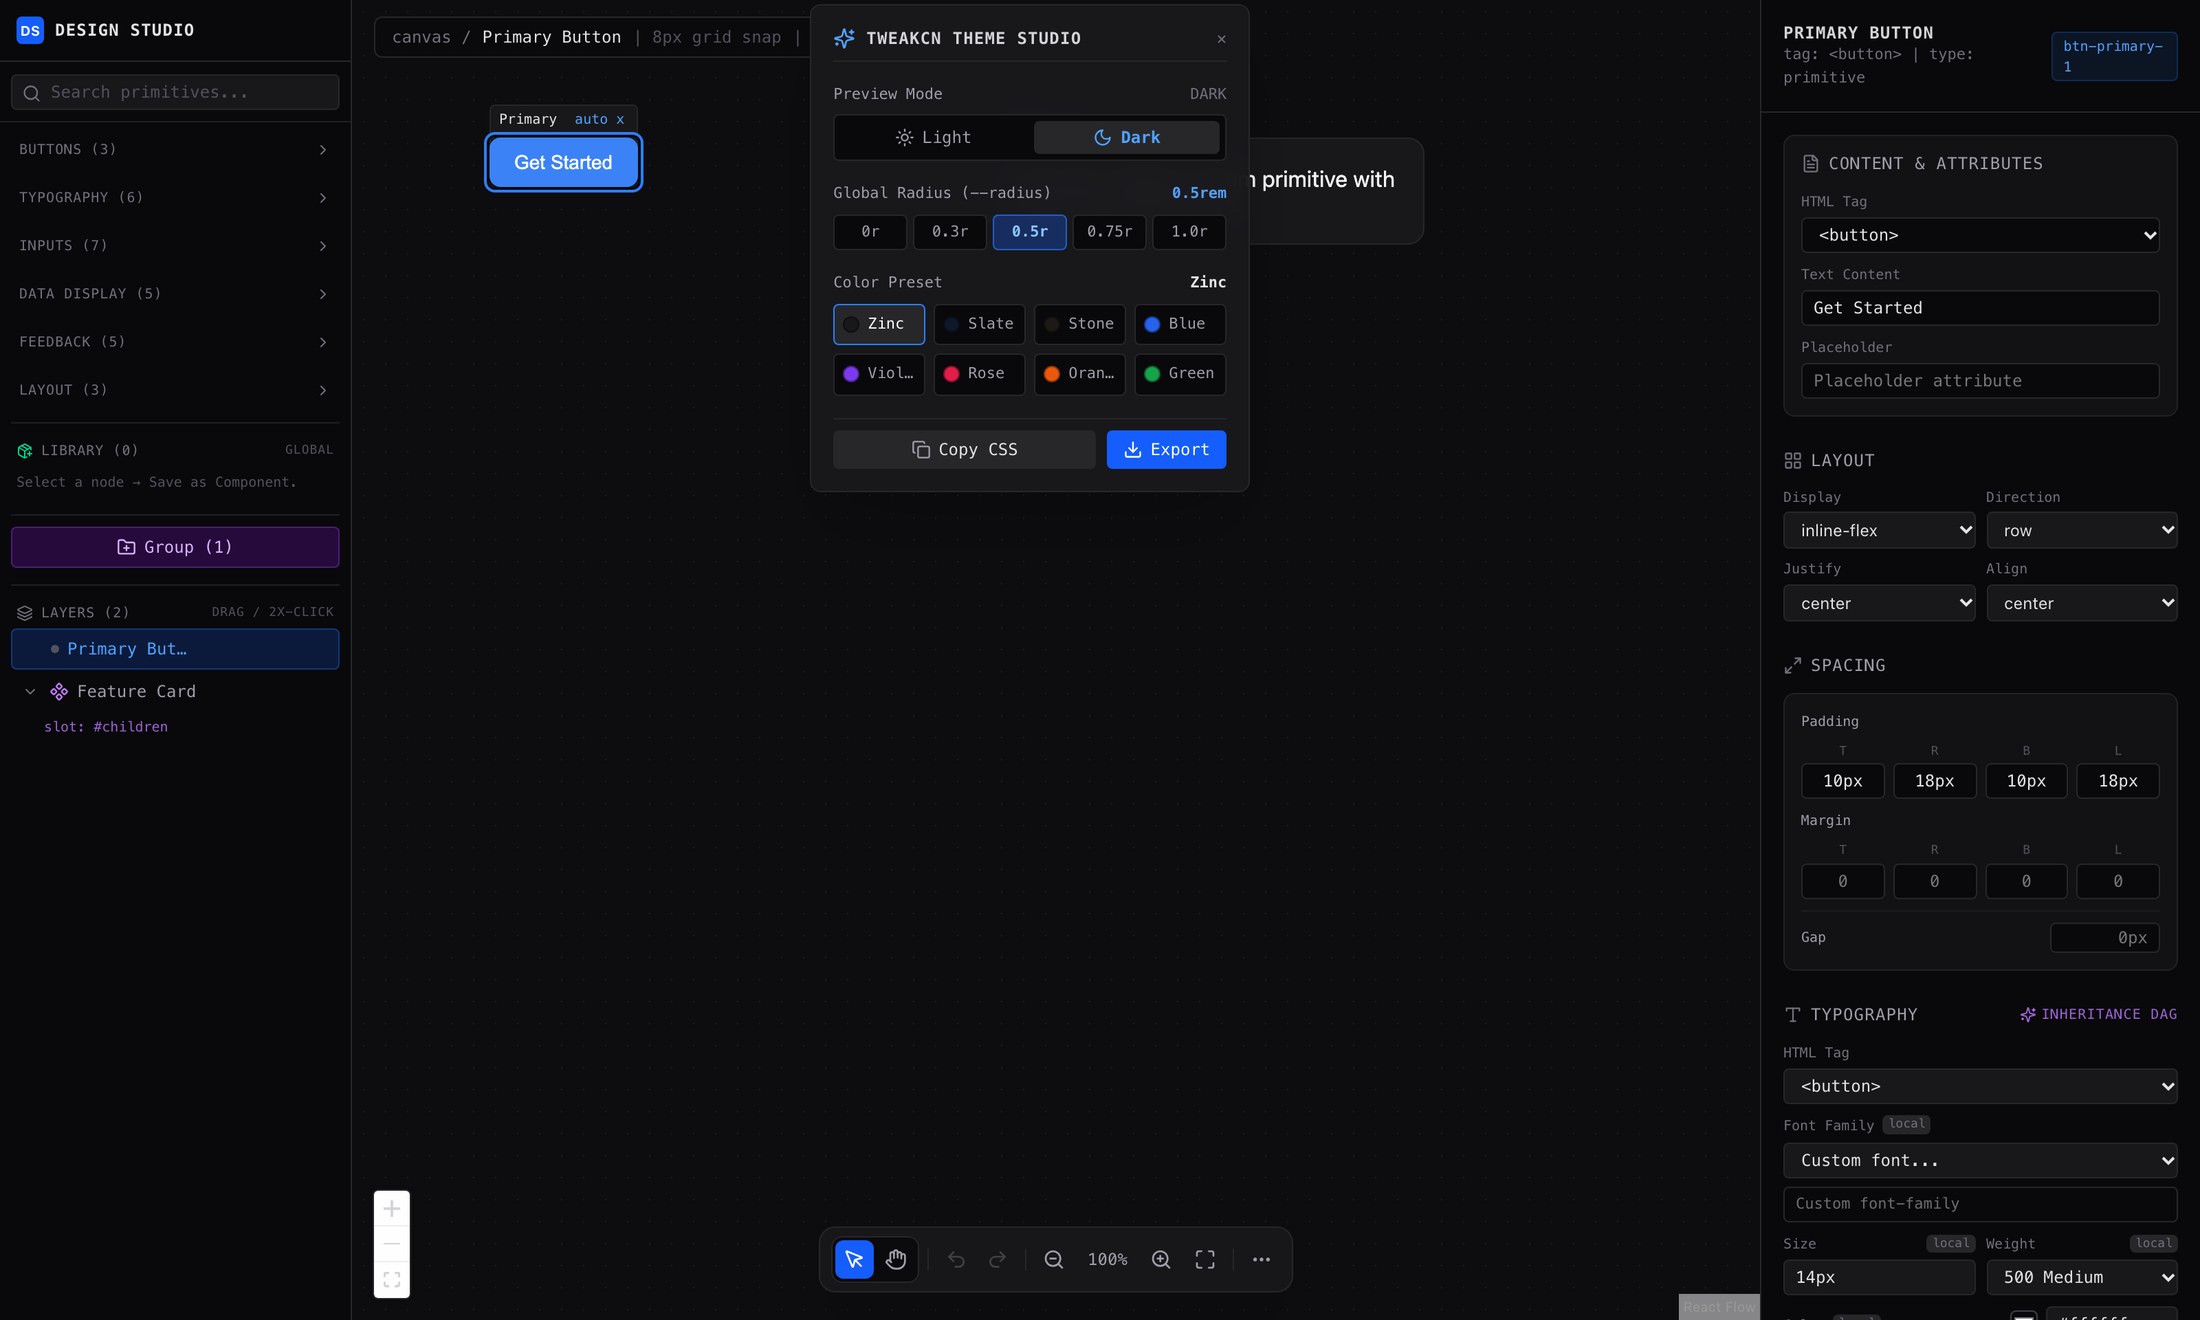 DS DESIGN STUDIO
Search primitives...
BUTTONS (3)
TYPOGRAPHY (6)
INPUTS (7)
DATA DISPLAY (5)
FEEDBACK (5)
LAYOUT (3)
LIBRARY (0) GLOBAL
Select a node → Save as Component.
Group (1)
LAYERS (2) DRAG / 2X-CLICK
Primary But…
Feature Card
slot: #children
canvas / Primary Button | 8px grid snap |
Primary auto x
Get Started
primitive with
TWEAKCN THEME STUDIO ×
Preview Mode DARK
Light Dark
Global Radius (--radius) 0.5rem
0r 0.3r 0.5r 0.75r 1.0r
Color Preset Zinc
Zinc Slate Stone Blue
Viol… Rose Oran… Green
Copy CSS Export
100%
React Flow
PRIMARY BUTTON
tag: <button> | type:
primitive
btn-primary-
1
CONTENT & ATTRIBUTES
HTML Tag
<button>
Text Content
Get Started
Placeholder
Placeholder attribute
LAYOUT
Display Direction
inline-flex row
Justify Align
center center
SPACING
Padding
T R B L
10px 18px 10px 18px
Margin
T R B L
0 0 0 0
Gap 0px
TYPOGRAPHY INHERITANCE DAG
HTML Tag
<button>
Font Family local
Custom font...
Custom font-family
Size local Weight local
14px 500 Medium